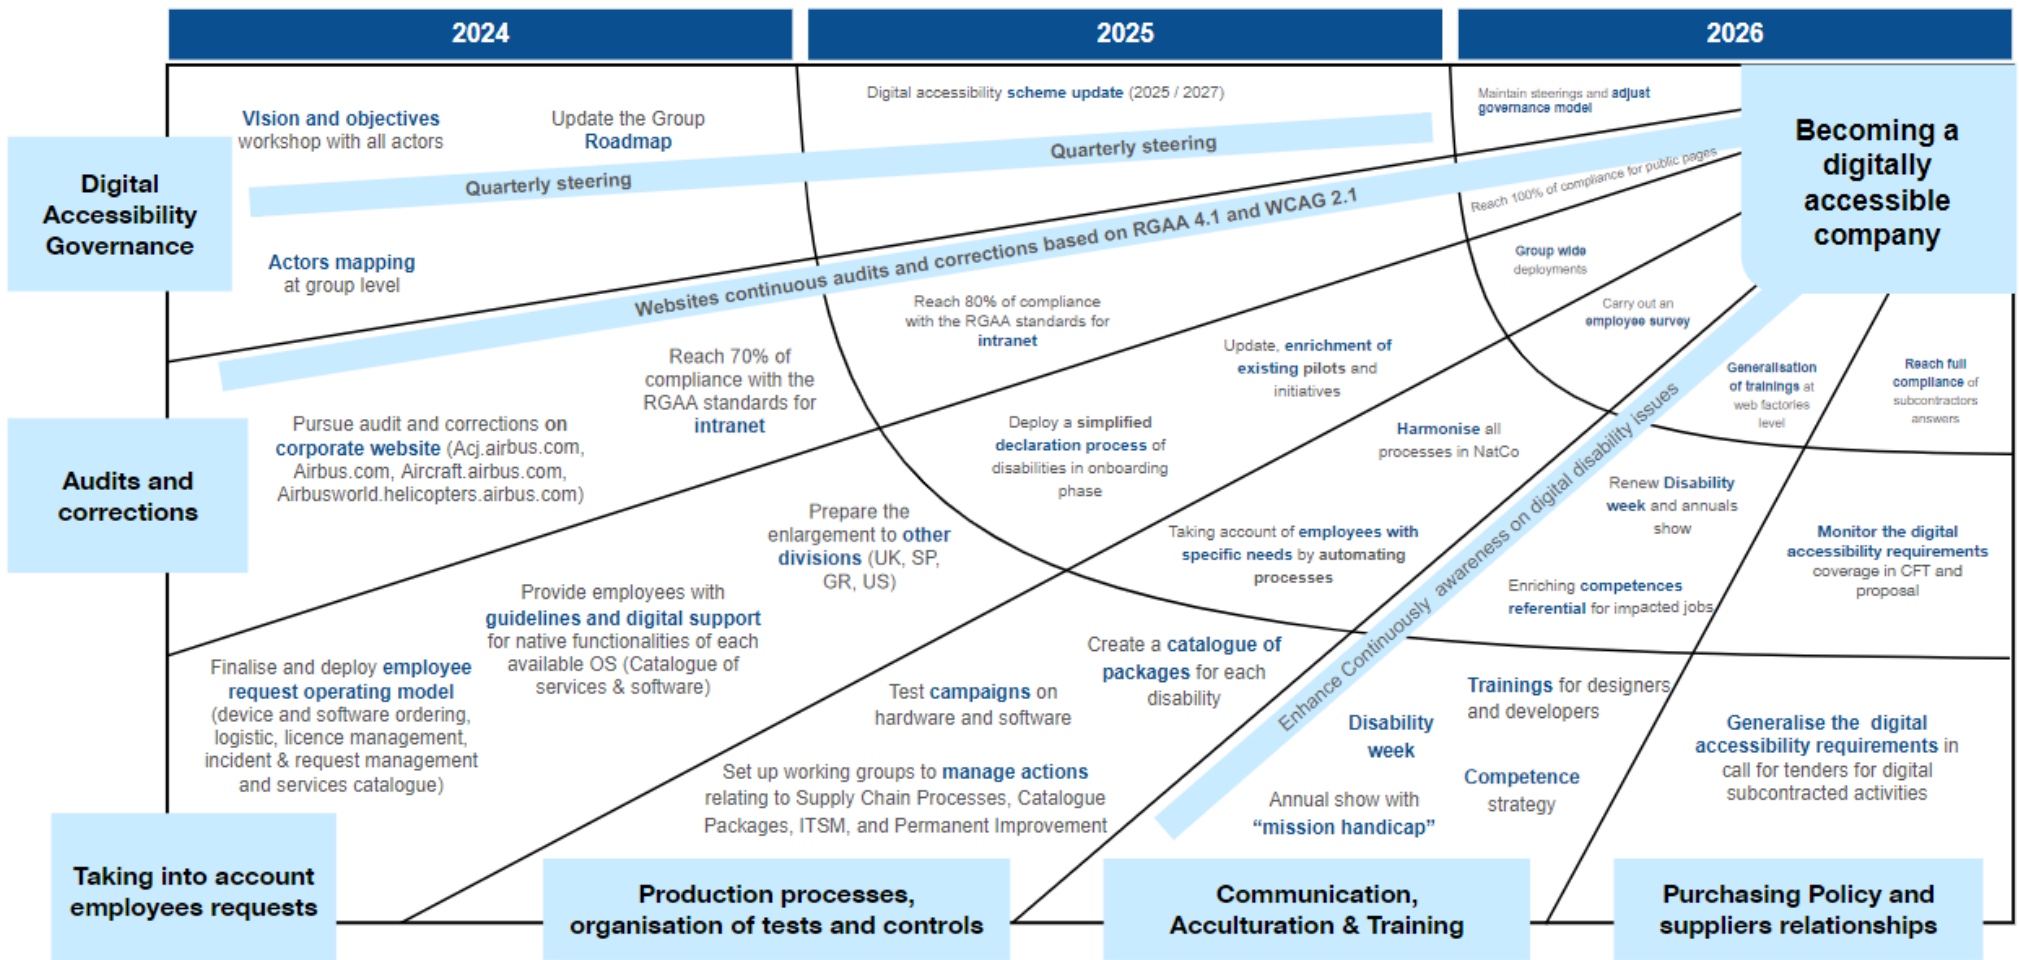 2024
2025
2026
VIsion and objectives
workshop with all actors
Update the Group
Roadmap
Digital accessibility scheme update (2025 / 2027)
Maintain steerings and adjust
governance model
Becoming a
digitally
accessible
company
Digital
Accessibility
Governance
Quarterly steering
Quarterly steering
Actors mapping
at group level
Websites continuous audits and corrections based on RGAA 4.1 and WCAG 2.1
Reach 100% of compliance for public pages
Audits and
corrections
Pursue audit and corrections on
corporate website (Acj.airbus.com,
Airbus.com, Aircraft.airbus.com,
Airbusworld.helicopters.airbus.com)
Reach 70% of
compliance with the
RGAA standards for
intranet
Reach 80% of compliance
with the RGAA standards for
intranet
Group wide
deployments
Update, enrichment of
existing pilots and
initiatives
Carry out an
employee survey
Deploy a simplified
declaration process of
disabilities in onboarding
phase
Harmonise all
processes in NatCo
Generalisation
of trainings at
web factories
level
Reach full
compliance of
subcontractors
answers
Prepare the
enlargement to other
divisions (UK, SP,
GR, US)
Taking account of employees with
specific needs by automating
processes
Renew Disability
week and annuals
show
Monitor the digital
accessibility requirements
coverage in CFT and
proposal
Enriching competences
referential for impacted jobs
Provide employees with
guidelines and digital support
for native functionalities of each
available OS (Catalogue of
services & software)
Finalise and deploy employee
request operating model
(device and software ordering,
logistic, licence management,
incident & request management
and services catalogue)
Test campaigns on
hardware and software
Create a catalogue of
packages for each
disability
Enhance Continuously awareness on digital disability issues
Set up working groups to manage actions
relating to Supply Chain Processes, Catalogue
Packages, ITSM, and Permanent Improvement
Disability
week
Trainings for designers
and developers
Annual show with
“mission handicap”
Competence
strategy
Generalise the digital
accessibility requirements in
call for tenders for digital
subcontracted activities
Taking into account
employees requests
Production processes,
organisation of tests and controls
Communication,
Acculturation & Training
Purchasing Policy and
suppliers relationships